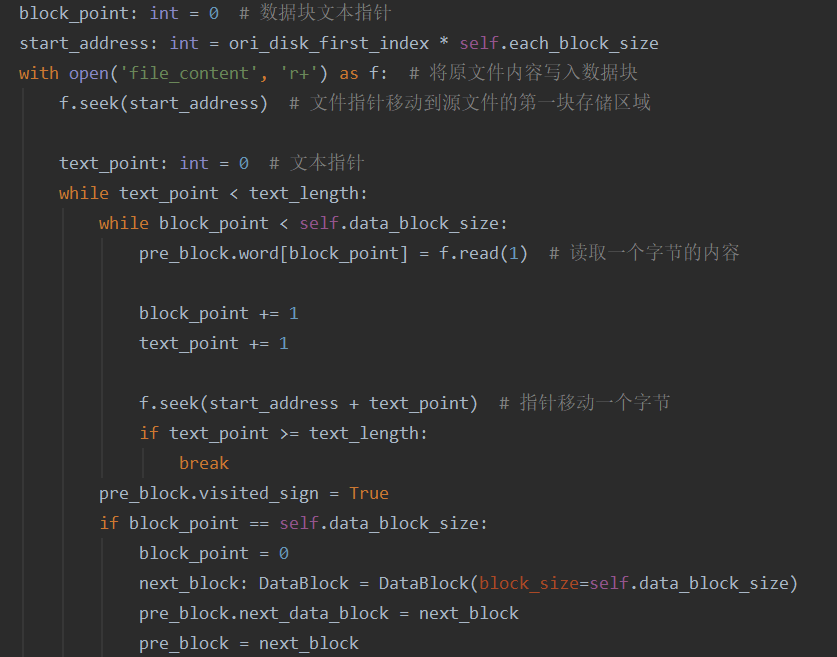 block_point: int = 0  # 数据块文本指针
start_address: int = ori_disk_first_index * self.each_block_size
with open('file_content', 'r+') as f:  # 将原文件内容写入数据块
    f.seek(start_address)  # 文件指针移动到源文件的第一块存储区域

    text_point: int = 0  # 文本指针
    while text_point < text_length:
        while block_point < self.data_block_size:
            pre_block.word[block_point] = f.read(1)  # 读取一个字节的内容

            block_point += 1
            text_point += 1

            f.seek(start_address + text_point)  # 指针移动一个字节
            if text_point >= text_length:
                break
        pre_block.visited_sign = True
        if block_point == self.data_block_size:
            block_point = 0
            next_block: DataBlock = DataBlock(block_size=self.data_block_size)
            pre_block.next_data_block = next_block
            pre_block = next_block